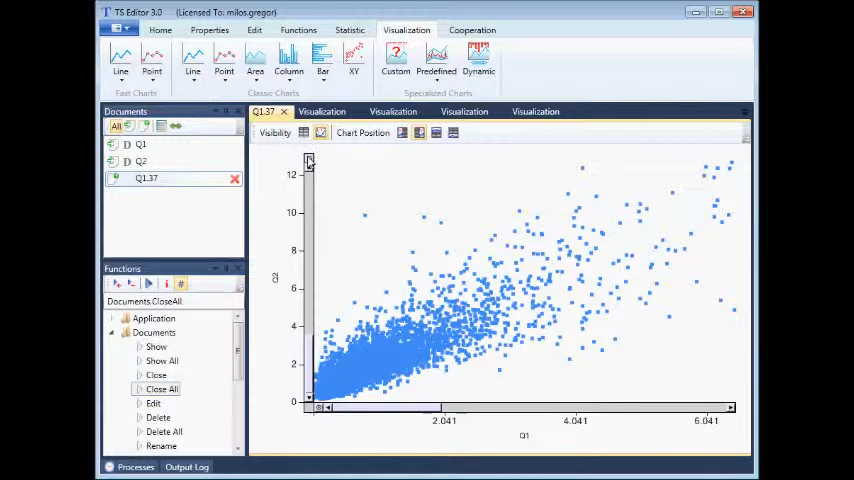 TS Editor 3.0 (Licensed To: milos.gregor)
Home Properties Edit Functions Statistic Visualization Cooperation
Line Point Line Point Area Column Bar XY Custom Predefined Dynamic
Fast Charts Classic Charts Specialized Charts
Documents
All
D Q1
D Q2
Q1.37
Functions
Documents.CloseAll
Application
Documents
Show
Show All
Close
Close All
Edit
Delete
Delete All
Rename
Q1.37 Visualization Visualization Visualization Visualization
Visibility Chart Position
12
10
8
6
4
2
0
Q2
2.041 4.041 6.041
Q1
Processes Output Log